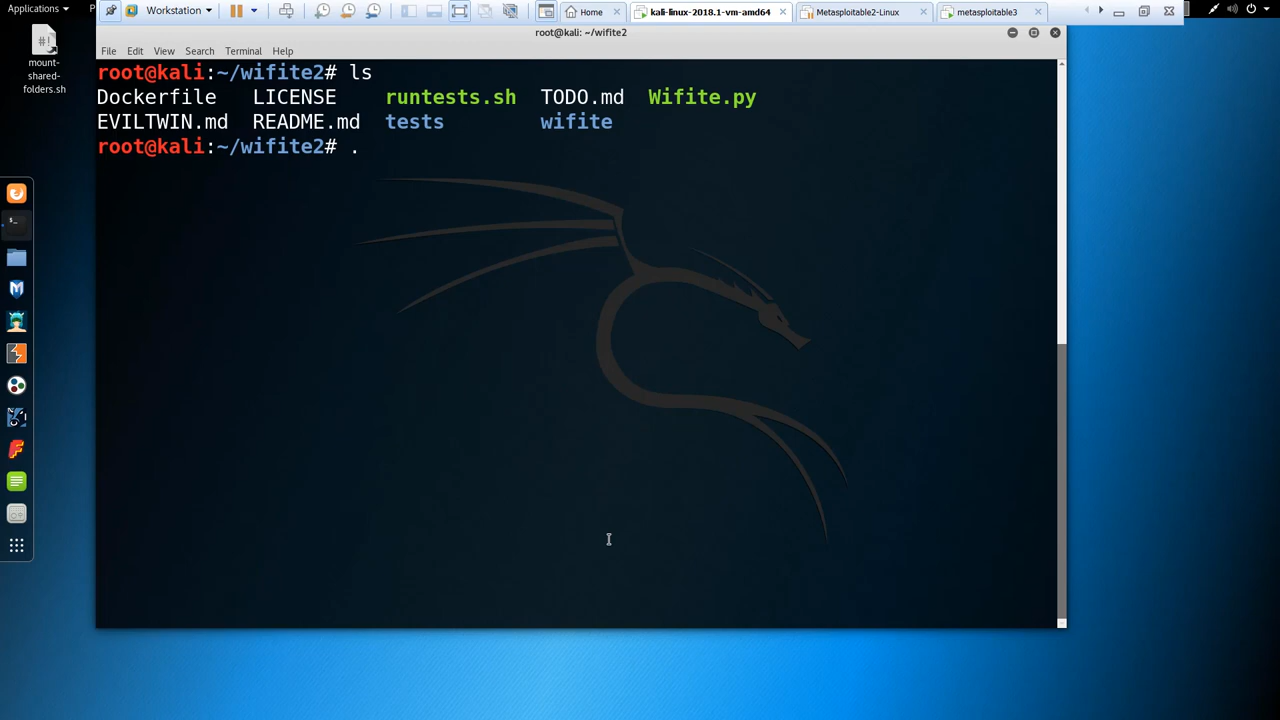 Applications
P
Workstation
Home
kali-linux-2018.1-vm-amd64
Metasploitable2-Linux
metasploitable3
root@kali: ~/wifite2
File Edit View Search Terminal Help
#!
mount-
shared-
folders.sh
root@kali:~/wifite2# ls
Dockerfile LICENSE runtests.sh TODO.md Wifite.py
EVILTWIN.md README.md tests wifite
root@kali:~/wifite2# .
$_